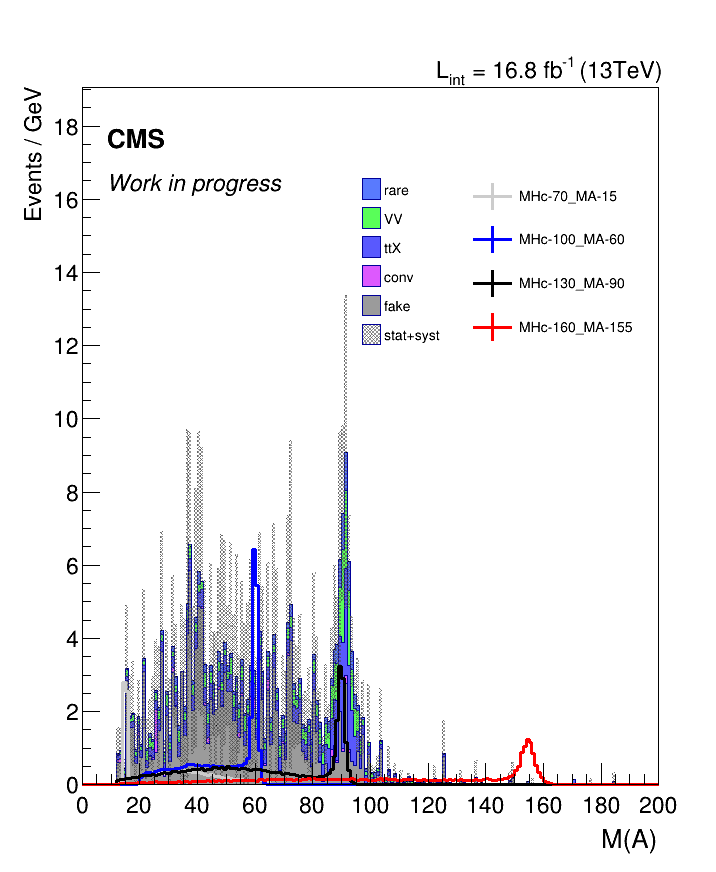 L_int = 16.8 fb^-1 (13TeV)
Events / GeV
CMS
Work in progress
rare
VV
ttX
conv
fake
stat+syst
MHc-70_MA-15
MHc-100_MA-60
MHc-130_MA-90
MHc-160_MA-155
18
16
14
12
10
8
6
4
2
0
0 20 40 60 80 100 120 140 160 180 200
M(A)